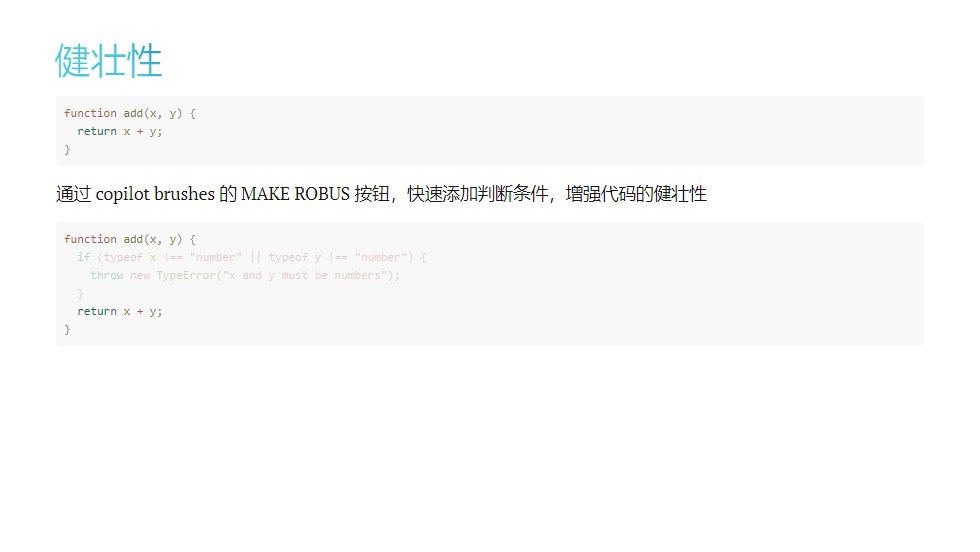 健壮性
function add(x, y) {
  return x + y;
}
通过 copilot brushes 的 MAKE ROBUS 按钮，快速添加判断条件，增强代码的健壮性
function add(x, y) {
  if (typeof x !== "number" || typeof y !== "number") {
    throw new TypeError("x and y must be numbers");
  }
  return x + y;
}